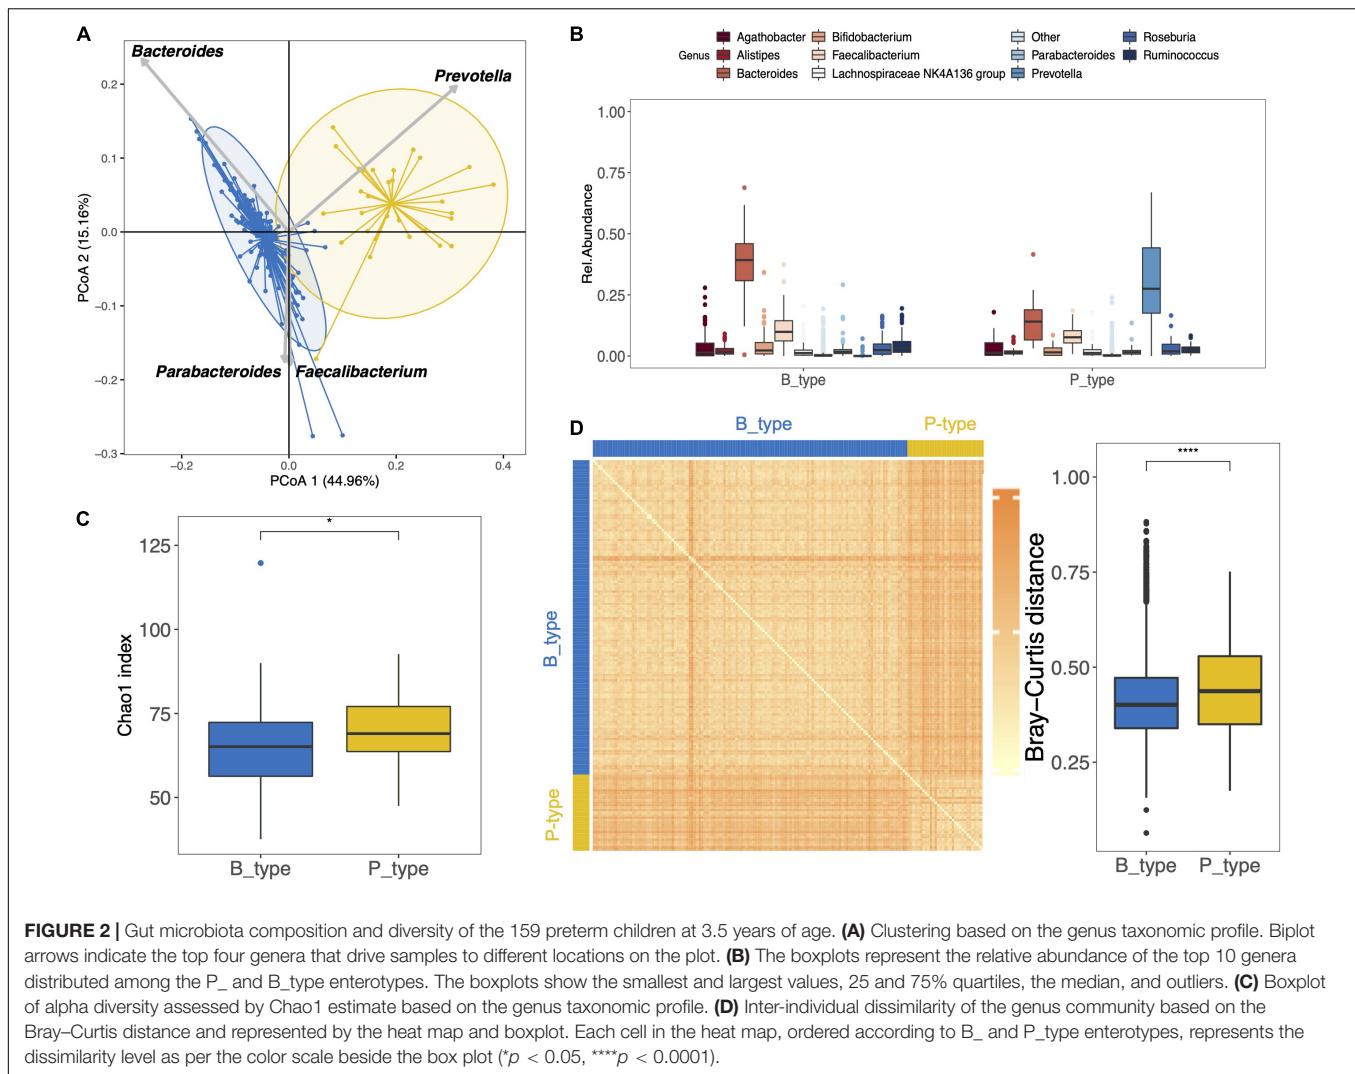 A
Bacteroides
Prevotella
Parabacteroides
Faecalibacterium
0.2
0.1
0.0
−0.1
−0.2
−0.3
−0.2
0.0
0.2
0.4
PCoA 2 (15.16%)
PCoA 1 (44.96%)
B
Genus
Agathobacter
Alistipes
Bacteroides
Bifidobacterium
Faecalibacterium
Lachnospiraceae NK4A136 group
Other
Parabacteroides
Prevotella
Roseburia
Ruminococcus
1.00
0.75
0.50
0.25
0.00
Rel.Abundance
B_type
P_type
C
*
125
100
75
50
Chao1 index
B_type
P_type
D
B_type
P-type
B_type
P-type
Bray−Curtis distance
****
1.00
0.75
0.50
0.25
B_type
P_type
FIGURE 2 | Gut microbiota composition and diversity of the 159 preterm children at 3.5 years of age. (A) Clustering based on the genus taxonomic profile. Biplot
arrows indicate the top four genera that drive samples to different locations on the plot. (B) The boxplots represent the relative abundance of the top 10 genera
distributed among the P_ and B_type enterotypes. The boxplots show the smallest and largest values, 25 and 75% quartiles, the median, and outliers. (C) Boxplot
of alpha diversity assessed by Chao1 estimate based on the genus taxonomic profile. (D) Inter-individual dissimilarity of the genus community based on the
Bray–Curtis distance and represented by the heat map and boxplot. Each cell in the heat map, ordered according to B_ and P_type enterotypes, represents the
dissimilarity level as per the color scale beside the box plot (*p < 0.05, ****p < 0.0001).